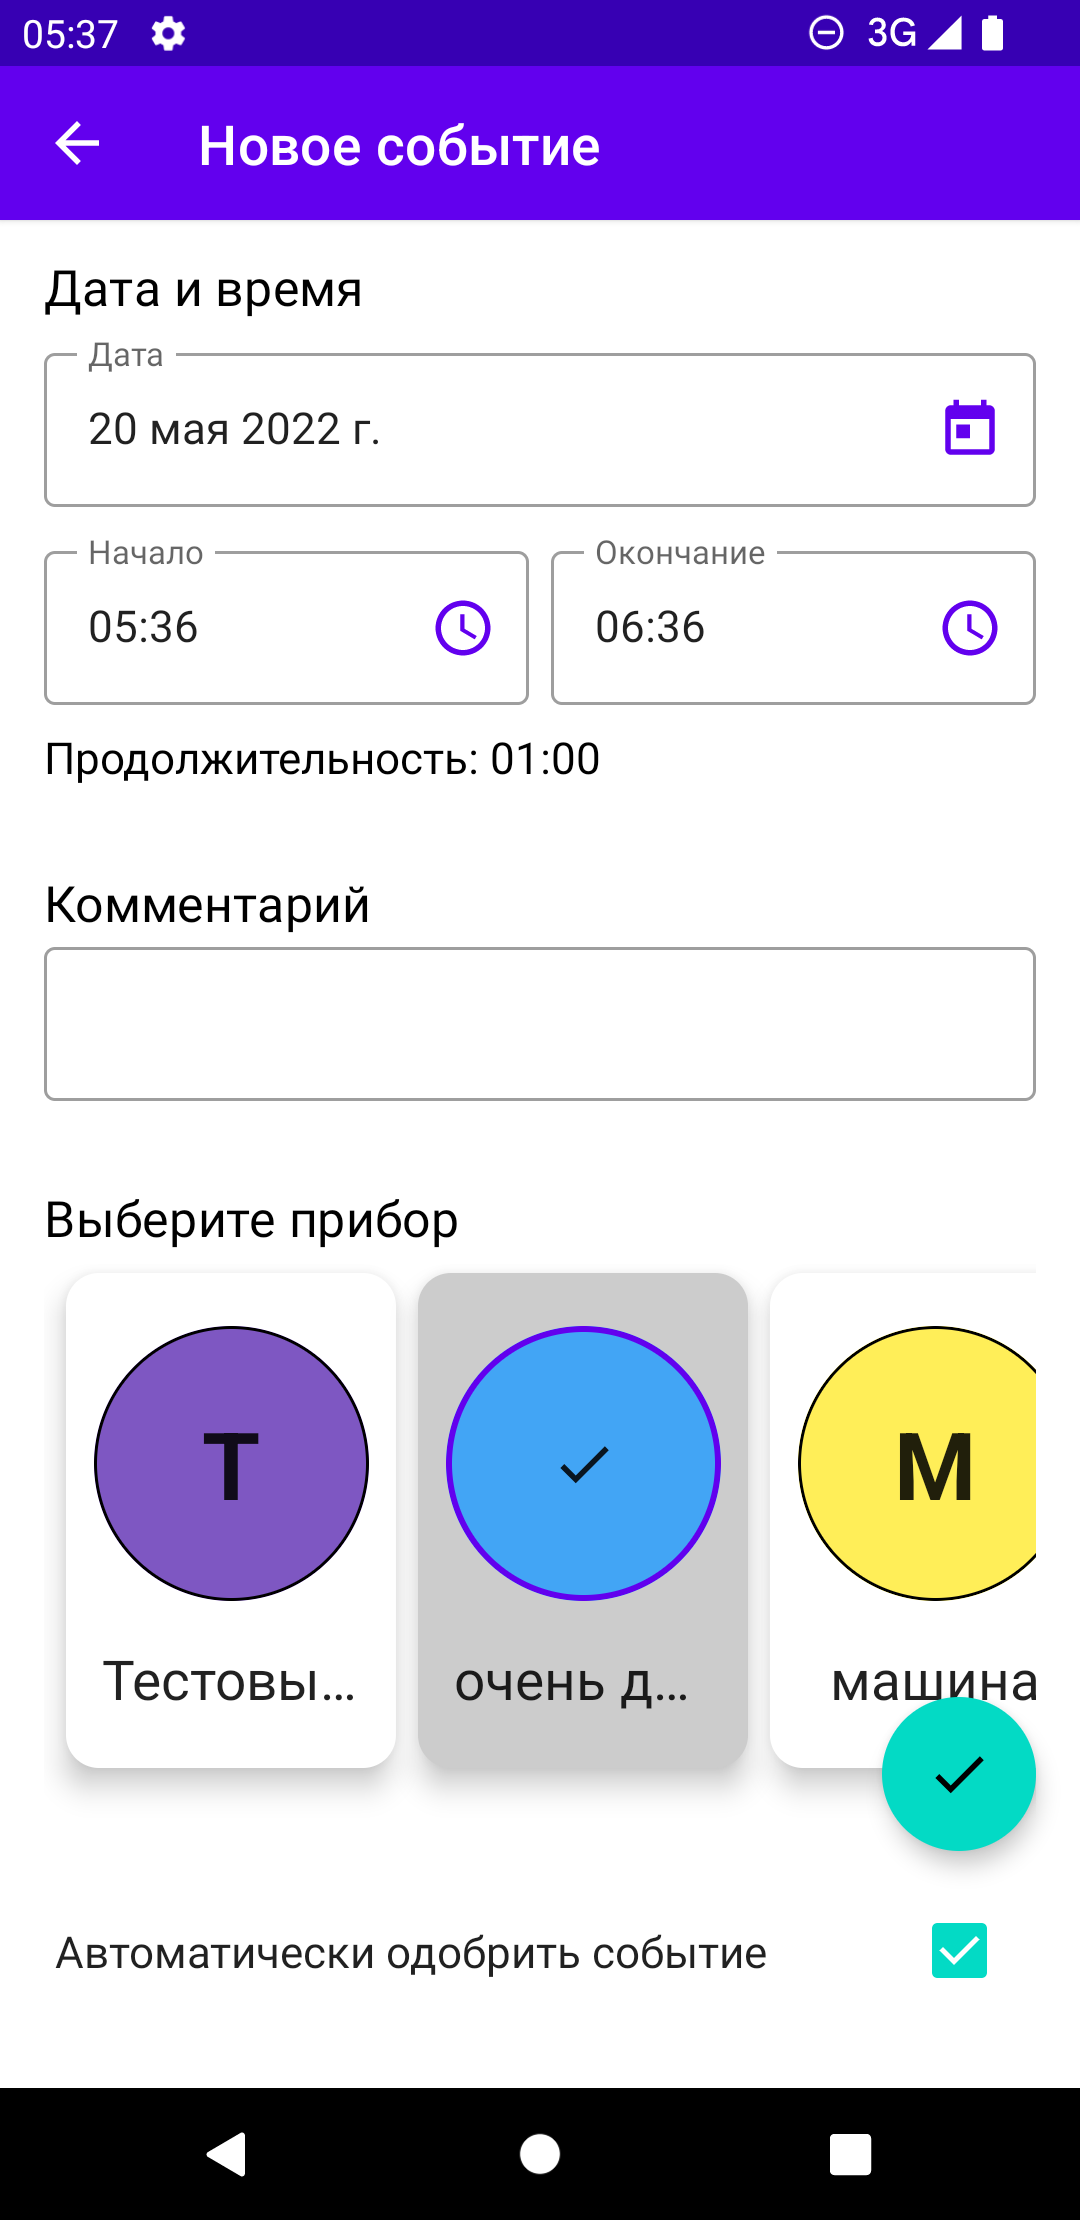 05:37
3G
Новое событие
Дата и время
Дата
20 мая 2022 г.
Начало
Окончание
05:36
06:36
Продолжительность: 01:00
Комментарий
Выберите прибор
Т
М
Тестовы...
очень д...
машина
Автоматически одобрить событие